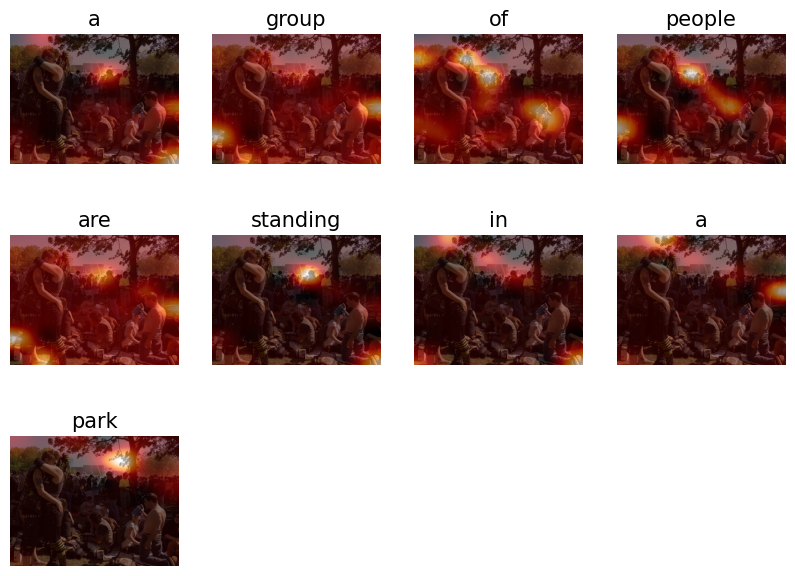 a group of people
are standing in a
park